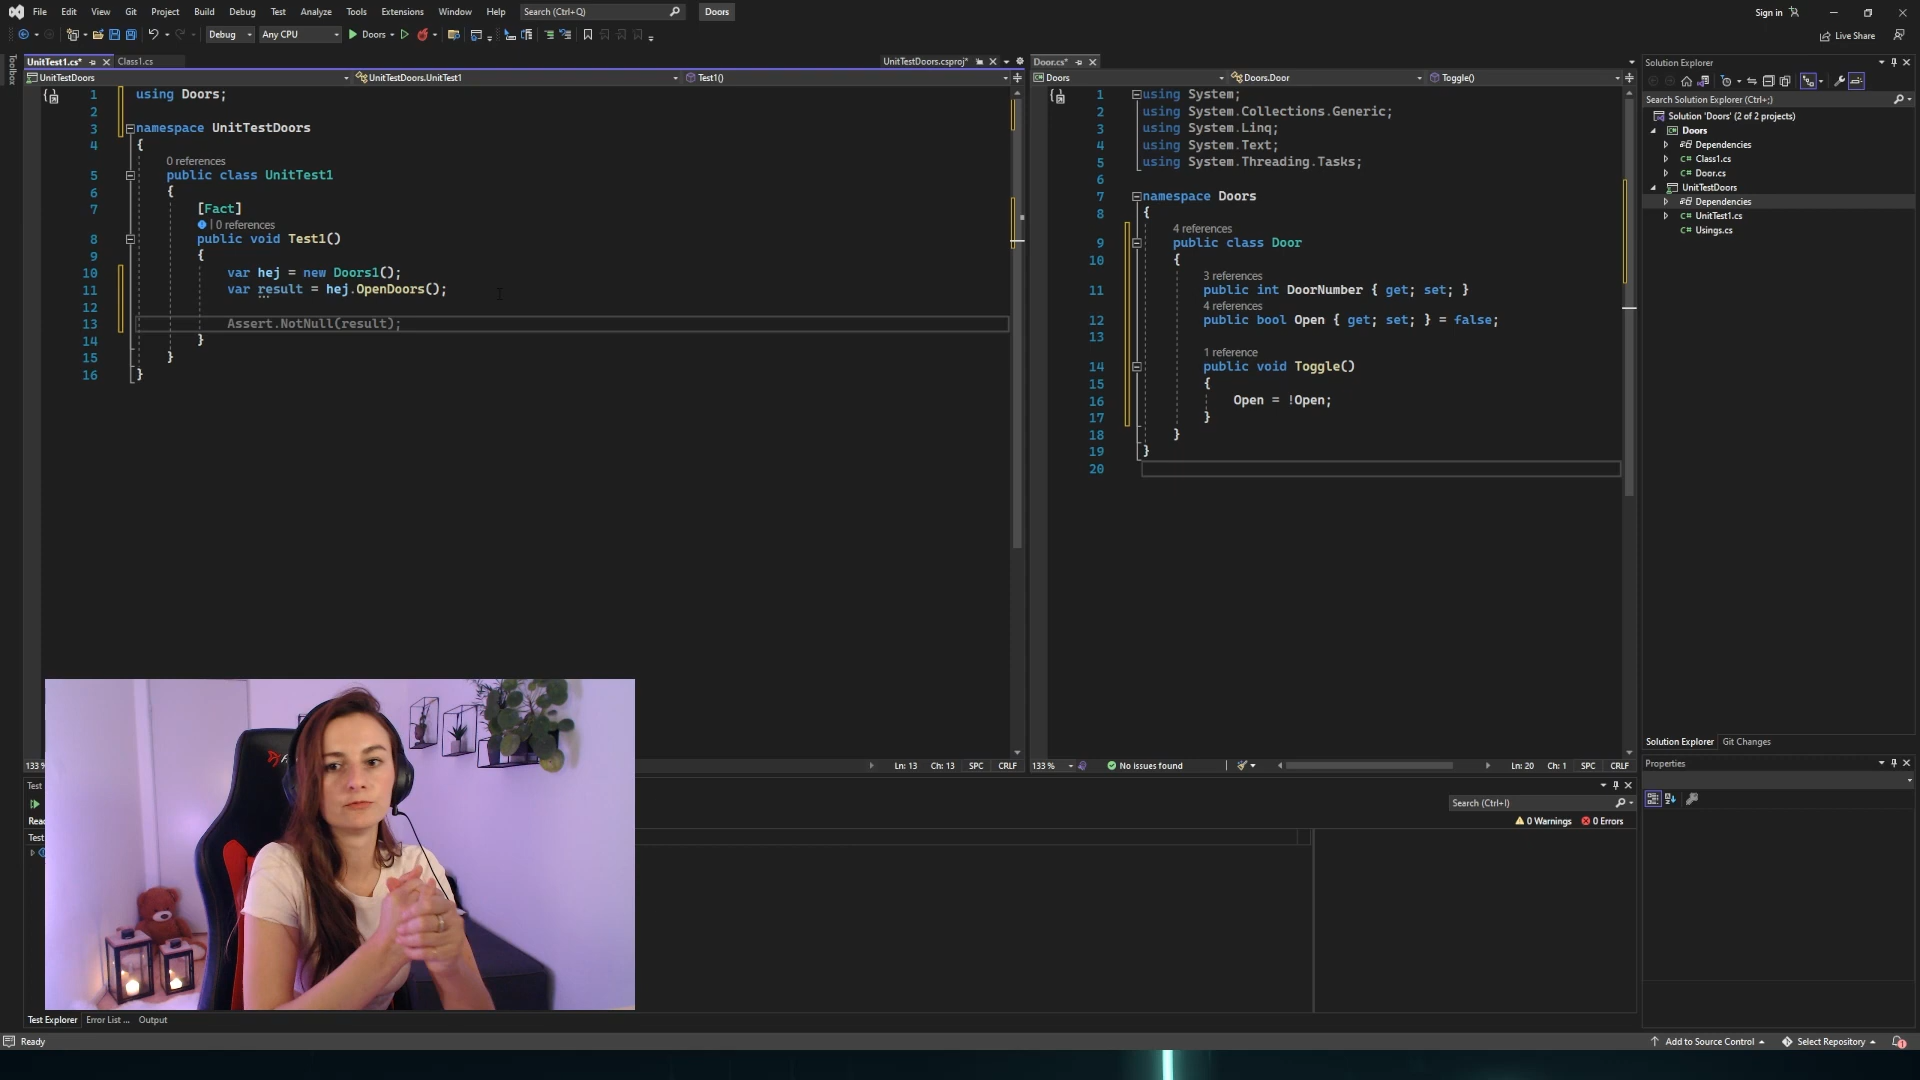 File Edit View Git Project Build Debug Test Analyze Tools Extensions Window Help Search (Ctrl+Q) Doors Sign in
Debug Any CPU Doors Live Share
Toolbox
UnitTest1.cs* Class1.cs UnitTestDoors.csproj*
UnitTestDoors UnitTestDoors.UnitTest1 Test1()
1 using Doors;
2
3 namespace UnitTestDoors
4 {
0 references
5 public class UnitTest1
6 {
7 [Fact]
| 0 references
8 public void Test1()
9 {
10 var hej = new Doors1();
11 var result = hej.OpenDoors();
12
13 Assert.NotNull(result);
14 }
15 }
16 }
133 % Ln: 13 Ch: 13 SPC CRLF
Door.cs*
Doors Doors.Door Toggle()
1 using System;
2 using System.Collections.Generic;
3 using System.Linq;
4 using System.Text;
5 using System.Threading.Tasks;
6
7 namespace Doors
8 {
4 references
9 public class Door
10 {
3 references
11 public int DoorNumber { get; set; }
4 references
12 public bool Open { get; set; } = false;
13
1 reference
14 public void Toggle()
15 {
16 Open = !Open;
17 }
18 }
19 }
20
133 % No issues found Ln: 20 Ch: 1 SPC CRLF
Solution Explorer
Search Solution Explorer (Ctrl+;)
Solution 'Doors' (2 of 2 projects)
Doors
Dependencies
C# Class1.cs
C# Door.cs
UnitTestDoors
Dependencies
C# UnitTest1.cs
C# Usings.cs
Solution Explorer Git Changes
Properties
Test
Search (Ctrl+I)
0 Warnings 0 Errors
Test
Test Explorer Error List ... Output
Ready Add to Source Control Select Repository 1